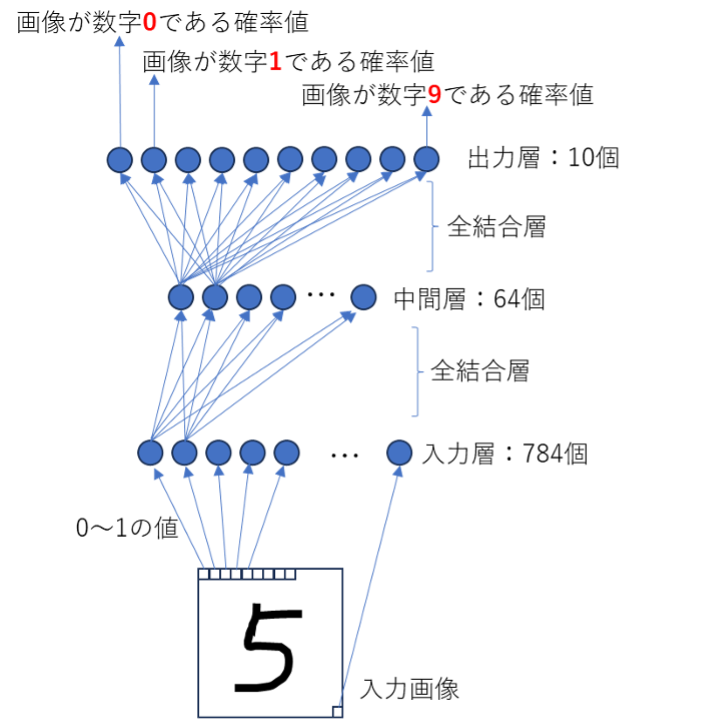 画像が数字0である確率値
画像が数字1である確率値
画像が数字9である確率値
出力層：10個
全結合層
… 中間層：64個
全結合層
… 入力層：784個
0～1の値
5
入力画像